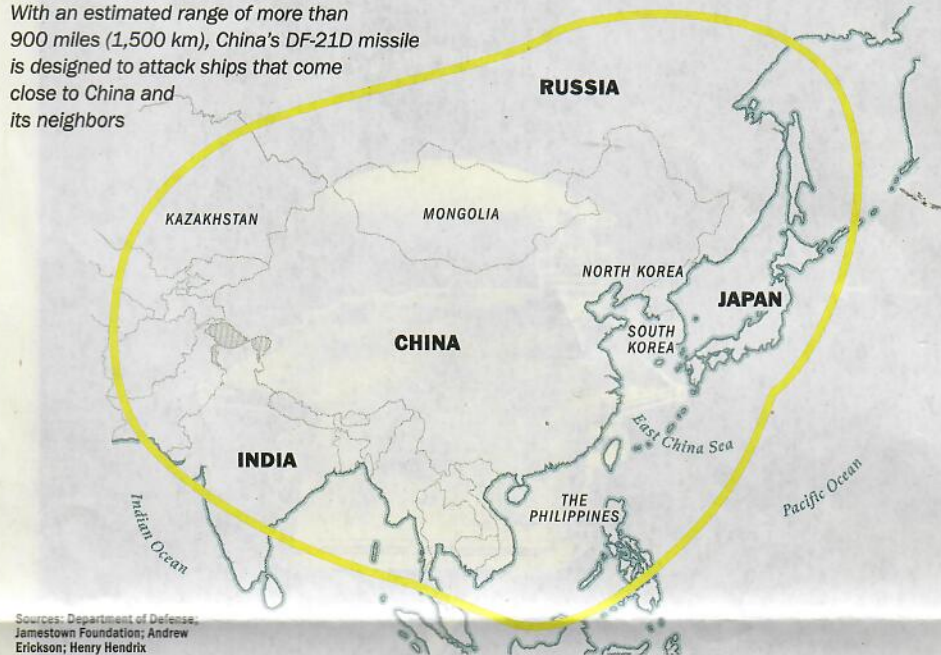 With an estimated range of more than
900 miles (1,500 km), China's DF-21D missile
is designed to attack ships that come
close to China and
its neighbors
RUSSIA
KAZAKHSTAN
MONGOLIA
NORTH KOREA
JAPAN
SOUTH
KOREA
CHINA
East China Sea
INDIA
Pacific Ocean
THE
PHILIPPINES
Indian Ocean
Sources: Department of Defense;
Jamestown Foundation; Andrew
Erickson; Henry Hendrix